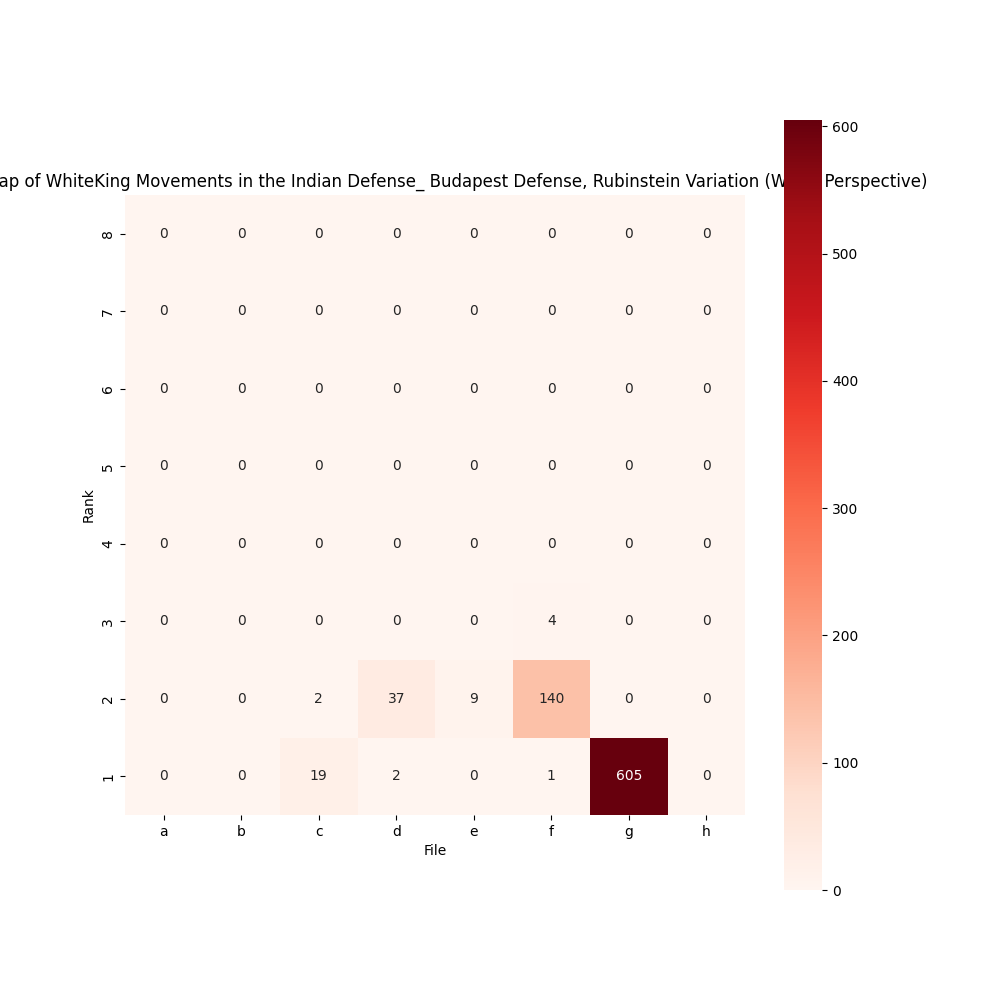 ap of WhiteKing Movements in the Indian Defense_ Budapest Defense, Rubinstein Variation (W Perspective)
600
500
400
300
200
100
0
8 0 0 0 0 0 0 0 0
7 0 0 0 0 0 0 0 0
6 0 0 0 0 0 0 0 0
5 0 0 0 0 0 0 0 0
4 0 0 0 0 0 0 0 0
3 0 0 0 0 0 4 0 0
2 0 0 2 37 9 140 0 0
1 0 0 19 2 0 1 605 0
a b c d e f g h
File
Rank